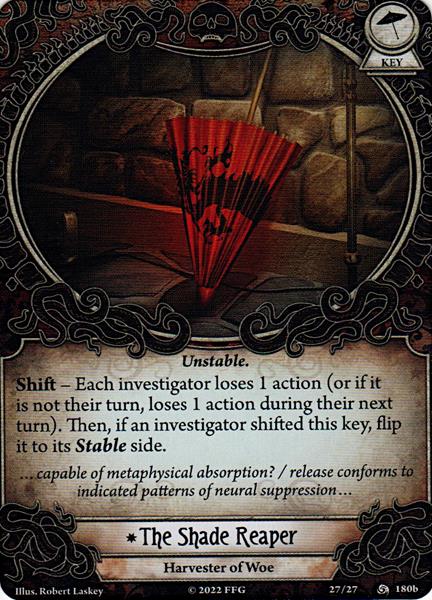 KEY
Unstable.
Shift – Each investigator loses 1 action (or if it
is not their turn, loses 1 action during their next
turn). Then, if an investigator shifted this key, flip
it to its Stable side.
…capable of metaphysical absorption? / release conforms to
indicated patterns of neural suppression…
*The Shade Reaper
Harvester of Woe
Illus. Robert Laskey © 2022 FFG 27/27 180b